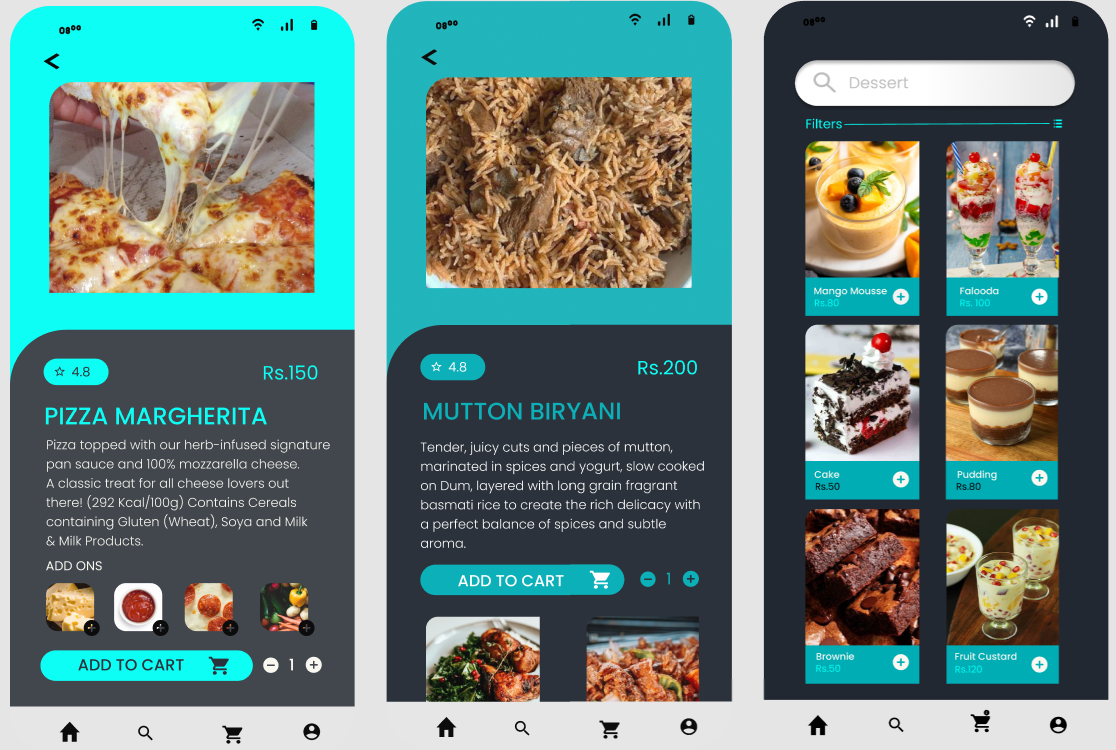 08⁰⁰
4.8
Rs.150
PIZZA MARGHERITA
Pizza topped with our herb-infused signature
pan sauce and 100% mozzarella cheese.
A classic treat for all cheese lovers out
there! (292 Kcal/100g) Contains Cereals
containing Gluten (Wheat), Soya and Milk
& Milk Products.
ADD ONS
ADD TO CART
1
08⁰⁰
4.8
Rs.200
MUTTON BIRYANI
Tender, juicy cuts and pieces of mutton,
marinated in spices and yogurt, slow cooked
on Dum, layered with long grain fragrant
basmati rice to create the rich delicacy with
a perfect balance of spices and subtle
aroma.
ADD TO CART
1
08⁰⁰
Dessert
Filters
Mango Mousse
Rs.80
Falooda
Rs. 100
Cake
Rs.50
Pudding
Rs.80
Brownie
Rs.50
Fruit Custard
Rs.120